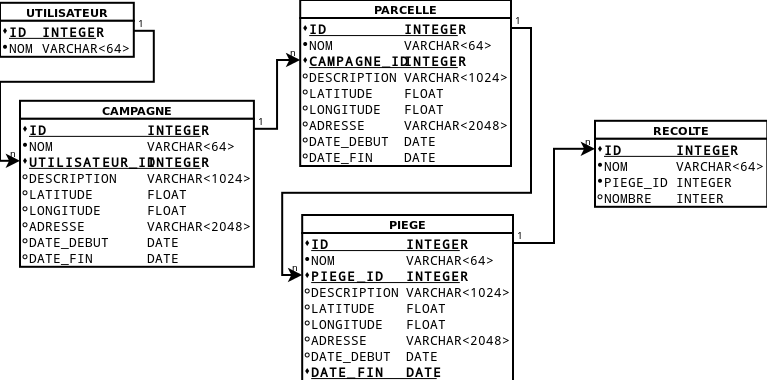 UTILISATEUR
1
ID INTEGER
NOM VARCHAR<64>
CAMPAGNE
1
n
ID INTEGER
NOM VARCHAR<64>
UTILISATEUR_ID INTEGER
DESCRIPTION VARCHAR<1024>
LATITUDE FLOAT
LONGITUDE FLOAT
ADRESSE VARCHAR<2048>
DATE_DEBUT DATE
DATE_FIN DATE
PARCELLE
1
n
ID INTEGER
NOM VARCHAR<64>
CAMPAGNE_ID INTEGER
DESCRIPTION VARCHAR<1024>
LATITUDE FLOAT
LONGITUDE FLOAT
ADRESSE VARCHAR<2048>
DATE_DEBUT DATE
DATE_FIN DATE
PIEGE
1
n
ID INTEGER
NOM VARCHAR<64>
PIEGE_ID INTEGER
DESCRIPTION VARCHAR<1024>
LATITUDE FLOAT
LONGITUDE FLOAT
ADRESSE VARCHAR<2048>
DATE_DEBUT DATE
DATE_FIN DATE
RECOLTE
n
ID INTEGER
NOM VARCHAR<64>
PIEGE_ID INTEGER
NOMBRE INTEER